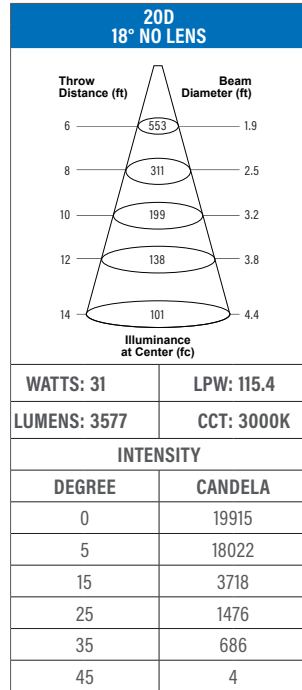 20D
18° NO LENS
Throw Beam
Distance (ft) Diameter (ft)
6 553 1.9
8 311 2.5
10 199 3.2
12 138 3.8
14 101 4.4
Illuminance
at Center (fc)
WATTS: 31 LPW: 115.4
LUMENS: 3577 CCT: 3000K
INTENSITY
DEGREE CANDELA
0 19915
5 18022
15 3718
25 1476
35 686
45 4